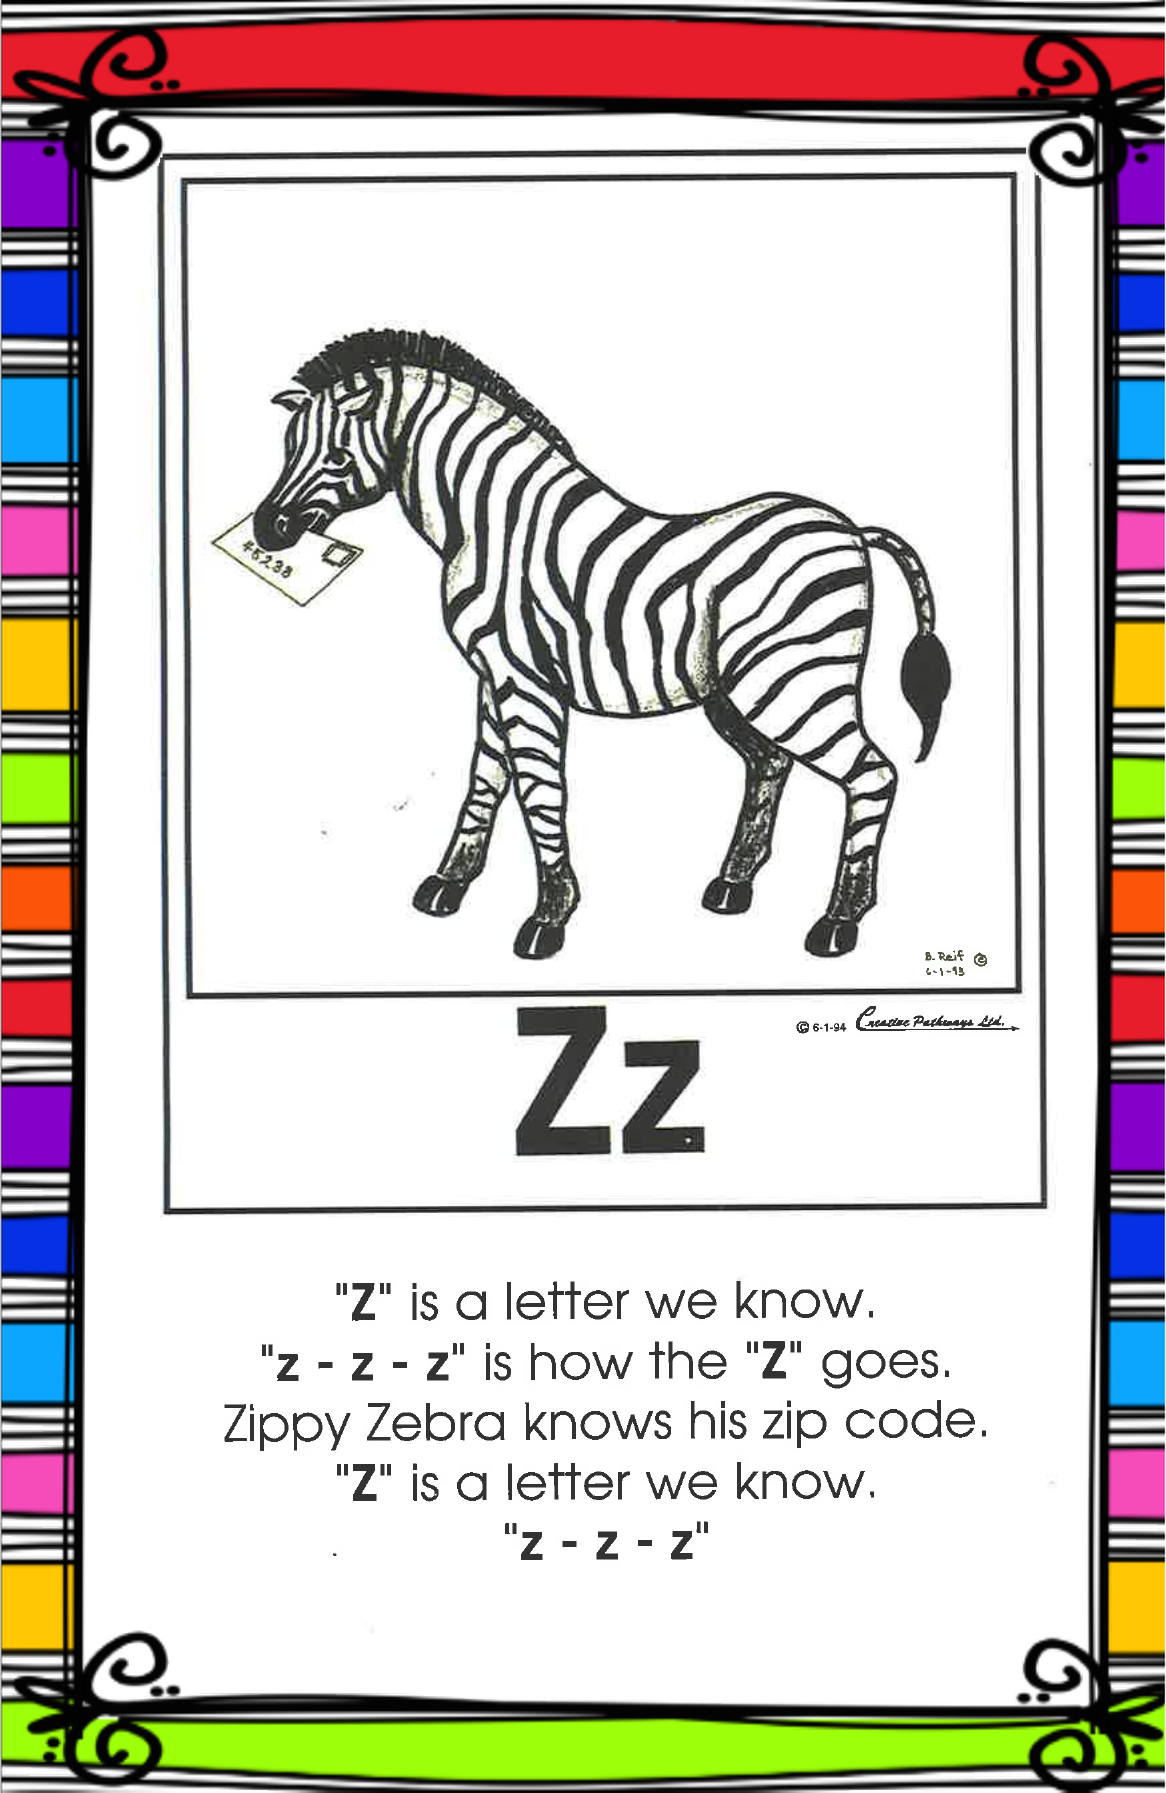 45238
B. Reif ©
6-1-93
© 6-1-94 Creative Pathways Ltd.
Zz
"Z" is a letter we know.
"z - z - z" is how the "Z" goes.
Zippy Zebra knows his zip code.
"Z" is a letter we know.
"z - z - z"